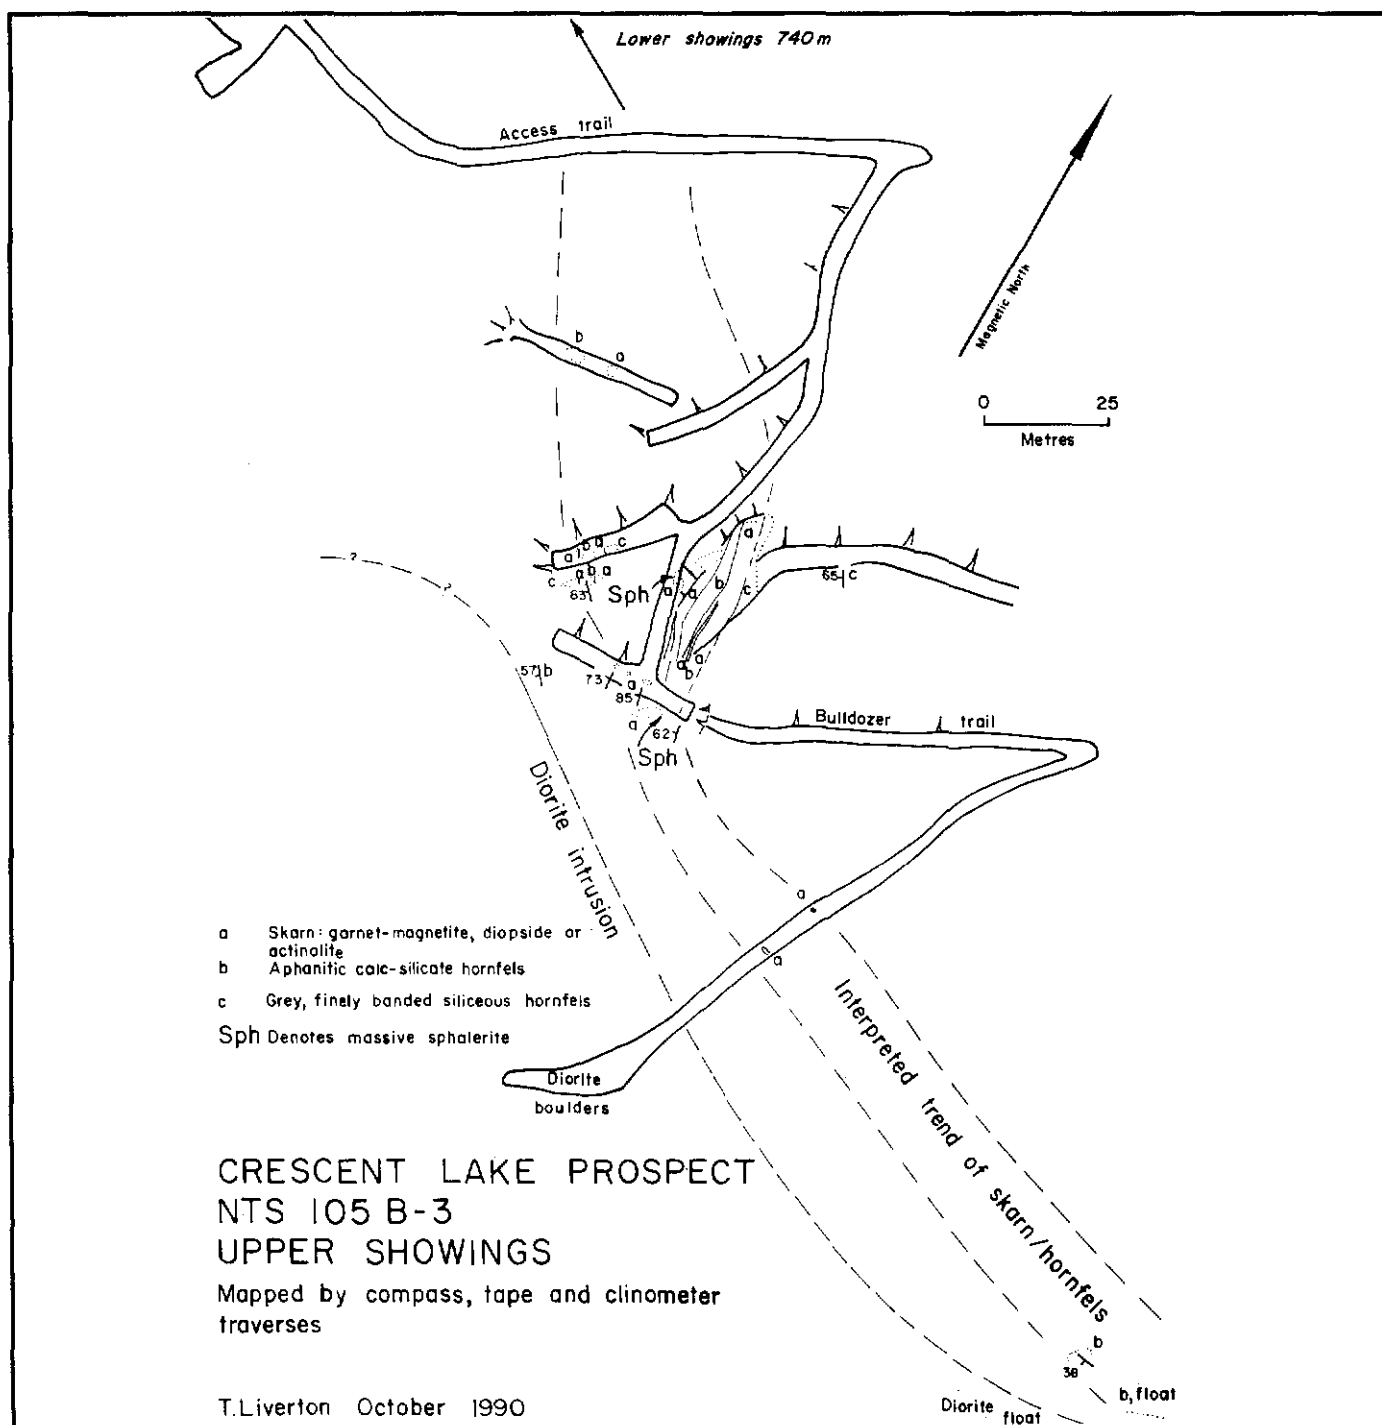 Lower showings 740m
Access trail
Magnetic North
b
a
0 25
Metres
a b a c
a
c a b a
63
Sph
a a
b
c
65 c
?
?
57 b
73
a
85
a
b
a
a
62
Sph
Bulldozer trail
Diorite intrusion
a
a
a Skarn: garnet-magnetite, diopside or
actinolite
b Aphanitic calc-silicate hornfels
c Grey, finely banded siliceous hornfels
Sph Denotes massive sphalerite
Diorite
boulders
Interpreted trend of skarn/hornfels
CRESCENT LAKE PROSPECT
NTS 105 B-3
UPPER SHOWINGS
Mapped by compass, tape and clinometer
traverses
b
38
b, float
Diorite float
T.Liverton October 1990